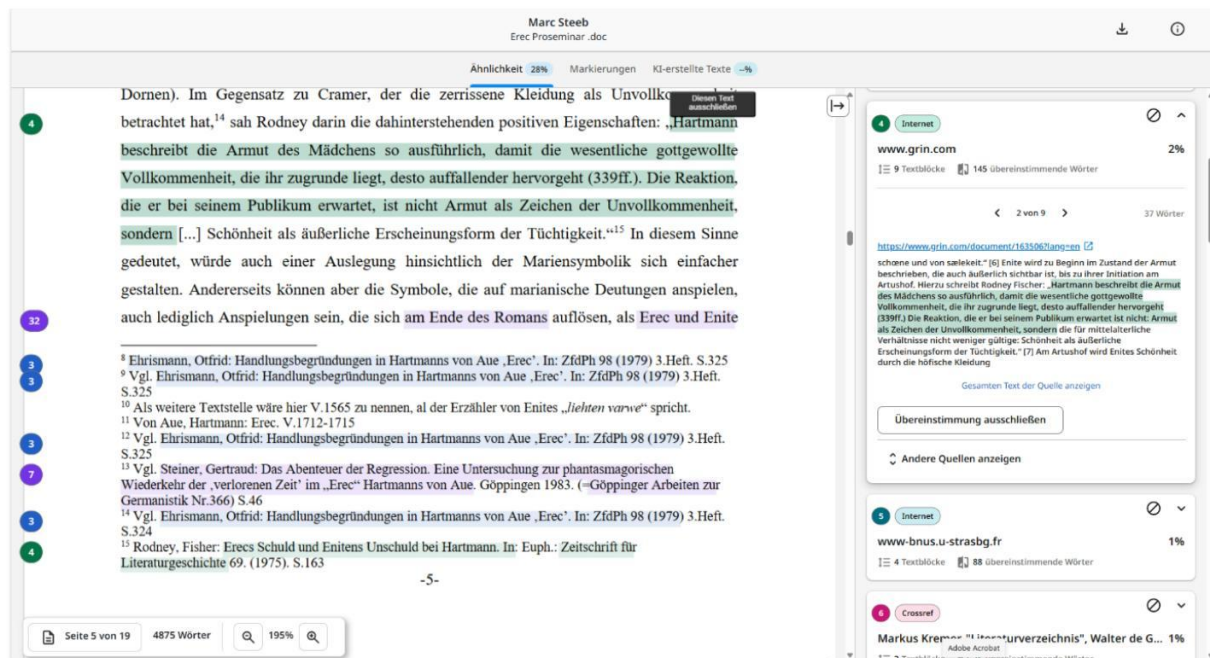 Marc Steeb
Erec Proseminar .doc
Ähnlichkeit 28% Markierungen KI-erstellte Texte --%
Diesen Text
ausschließen
Dornen). Im Gegensatz zu Cramer, der die zerrissene Kleidung als
betrachtet hat,14 sah Rodney darin die dahinterstehenden positiven Eigenschaften: „Hartmann
beschreibt die Armut des Mädchens so ausführlich, damit die wesentliche gottgewollte
Vollkommenheit, die ihr zugrunde liegt, desto auffallender hervorgeht (339ff.). Die Reaktion,
die er bei seinem Publikum erwartet, ist nicht Armut als Zeichen der Unvollkommenheit,
sondern [...] Schönheit als äußerliche Erscheinungsform der Tüchtigkeit.“15 In diesem Sinne
gedeutet, würde auch einer Auslegung hinsichtlich der Mariensymbolik sich einfacher
gestalten. Andererseits können aber die Symbole, die auf marianische Deutungen anspielen,
auch lediglich Anspielungen sein, die sich am Ende des Romans auflösen, als Erec und Enite
8 Ehrismann, Otfrid: Handlungsbegründungen in Hartmanns von Aue ‚Erec’. In: ZfdPh 98 (1979) 3.Heft. S.325
9 Vgl. Ehrismann, Otfrid: Handlungsbegründungen in Hartmanns von Aue ‚Erec’. In: ZfdPh 98 (1979) 3.Heft.
S.325
10 Als weitere Textstelle wäre hier V.1565 zu nennen, al der Erzähler von Enites „liehten varwe“ spricht.
11 Von Aue, Hartmann: Erec. V.1712-1715
12 Vgl. Ehrismann, Otfrid: Handlungsbegründungen in Hartmanns von Aue ‚Erec’. In: ZfdPh 98 (1979) 3.Heft.
S.325
13 Vgl. Steiner, Gertraud: Das Abenteuer der Regression. Eine Untersuchung zur phantasmagorischen
Wiederkehr der ‚verlorenen Zeit’ im „Erec“ Hartmanns von Aue. Göppingen 1983. (=Göppinger Arbeiten zur
Germanistik Nr.366) S.46
14 Vgl. Ehrismann, Otfrid: Handlungsbegründungen in Hartmanns von Aue ‚Erec’. In: ZfdPh 98 (1979) 3.Heft.
S.324
15 Rodney, Fisher: Erecs Schuld und Enitens Unschuld bei Hartmann. In: Euph.: Zeitschrift für
Literaturgeschichte 69. (1975). S.163
-5-
4
32
3
3
3
7
3
4
Seite 5 von 19 4875 Wörter 195%
4 Internet
www.grin.com 2%
9 Textblöcke 145 übereinstimmende Wörter
2 von 9 37 Wörter
https://www.grin.com/document/163506?lang=en
schœne und von sælekeit.“ [6] Enite wird zu Beginn im Zustand der Armut
beschrieben, die auch äußerlich sichtbar ist, bis zu ihrer Initiation am
Artushof. Hierzu schreibt Rodney Fischer: „Hartmann beschreibt die Armut
des Mädchens so ausführlich, damit die wesentliche gottgewollte
Vollkommenheit, die ihr zugrunde liegt, desto auffallender hervorgeht
(339ff.) Die Reaktion, die er bei seinem Publikum erwartet ist nicht: Armut
als Zeichen der Unvollkommenheit, sondern die für mittelalterliche
Verhältnisse nicht weniger gültige: Schönheit als äußerliche
Erscheinungsform der Tüchtigkeit.“ [7] Am Artushof wird Enites Schönheit
durch die höfische Kleidung
Gesamten Text der Quelle anzeigen
Übereinstimmung ausschließen
Andere Quellen anzeigen
5 Internet
www-bnus.u-strasbg.fr 1%
4 Textblöcke 88 übereinstimmende Wörter
6 Crossref
Markus Kremer, "Literaturverzeichnis", Walter de G... 1%
Adobe Acrobat